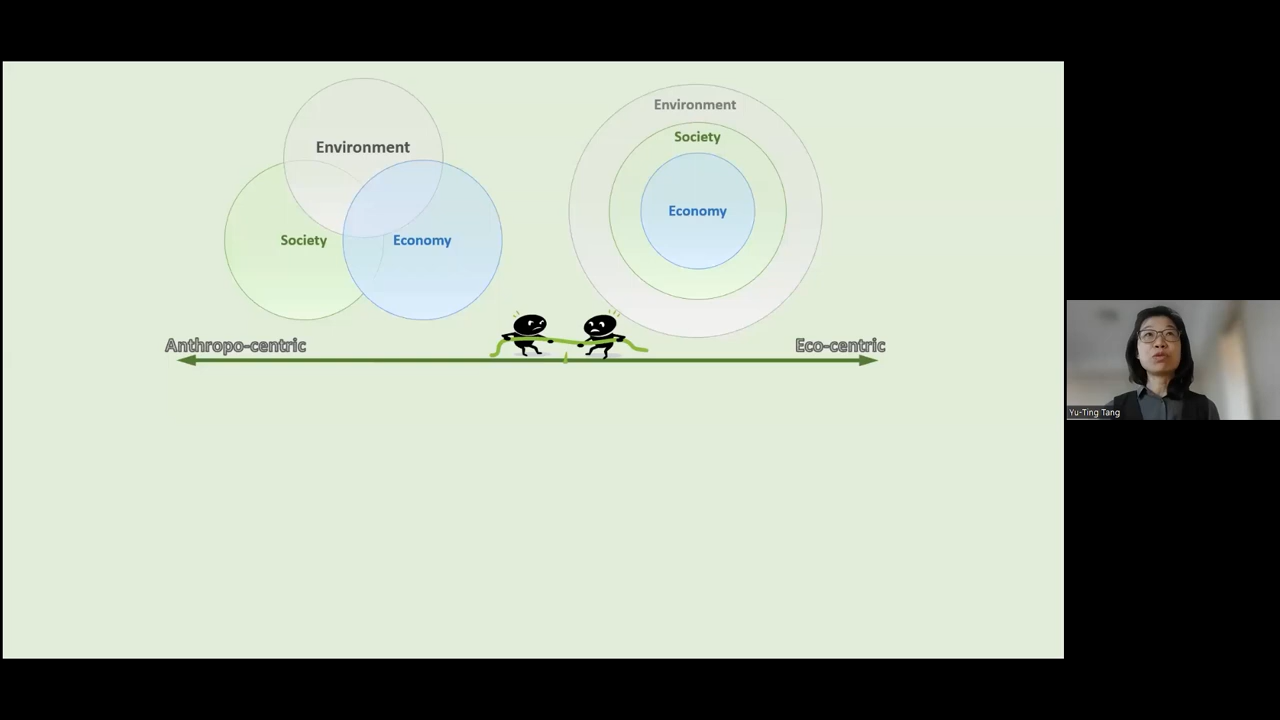 Environment
Society
Economy
Environment
Society
Economy
Anthropo-centric
Eco-centric
Yu-Ting Tang